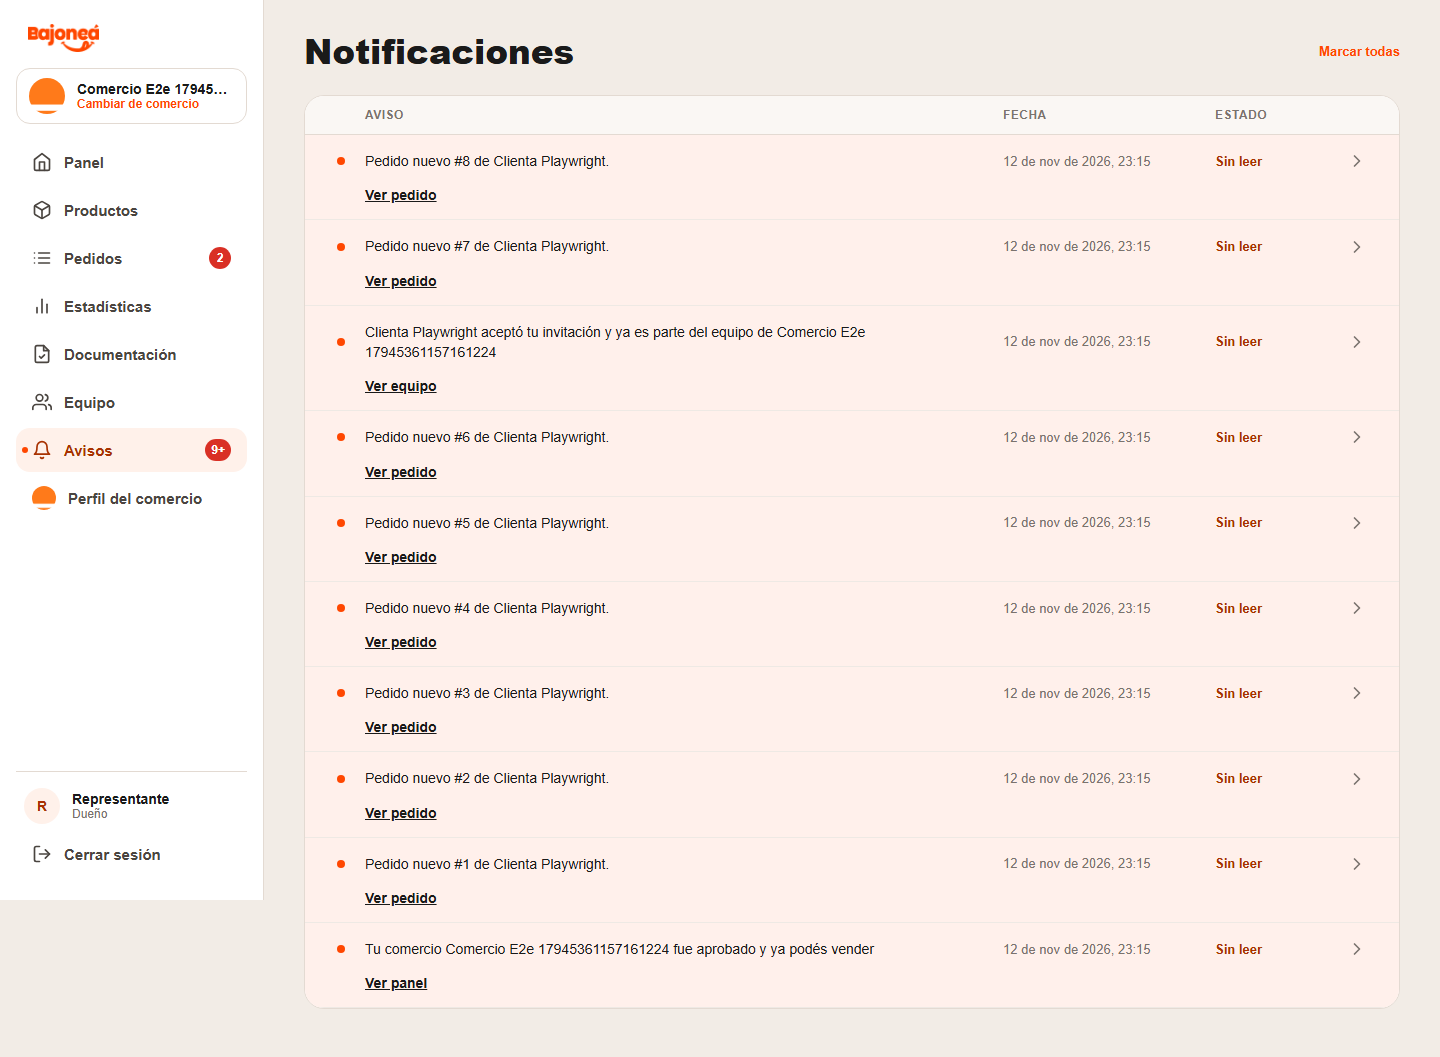 Bajoneá
Comercio E2e 17945...
Cambiar de comercio
Panel
Productos
Pedidos 2
Estadísticas
Documentación
Equipo
Avisos 9+
Perfil del comercio
R
Representante
Dueño
Cerrar sesión
Notificaciones
Marcar todas
AVISO FECHA ESTADO
Pedido nuevo #8 de Clienta Playwright. 12 de nov de 2026, 23:15 Sin leer
Ver pedido
Pedido nuevo #7 de Clienta Playwright. 12 de nov de 2026, 23:15 Sin leer
Ver pedido
Clienta Playwright aceptó tu invitación y ya es parte del equipo de Comercio E2e
17945361157161224 12 de nov de 2026, 23:15 Sin leer
Ver equipo
Pedido nuevo #6 de Clienta Playwright. 12 de nov de 2026, 23:15 Sin leer
Ver pedido
Pedido nuevo #5 de Clienta Playwright. 12 de nov de 2026, 23:15 Sin leer
Ver pedido
Pedido nuevo #4 de Clienta Playwright. 12 de nov de 2026, 23:15 Sin leer
Ver pedido
Pedido nuevo #3 de Clienta Playwright. 12 de nov de 2026, 23:15 Sin leer
Ver pedido
Pedido nuevo #2 de Clienta Playwright. 12 de nov de 2026, 23:15 Sin leer
Ver pedido
Pedido nuevo #1 de Clienta Playwright. 12 de nov de 2026, 23:15 Sin leer
Ver pedido
Tu comercio Comercio E2e 17945361157161224 fue aprobado y ya podés vender 12 de nov de 2026, 23:15 Sin leer
Ver panel